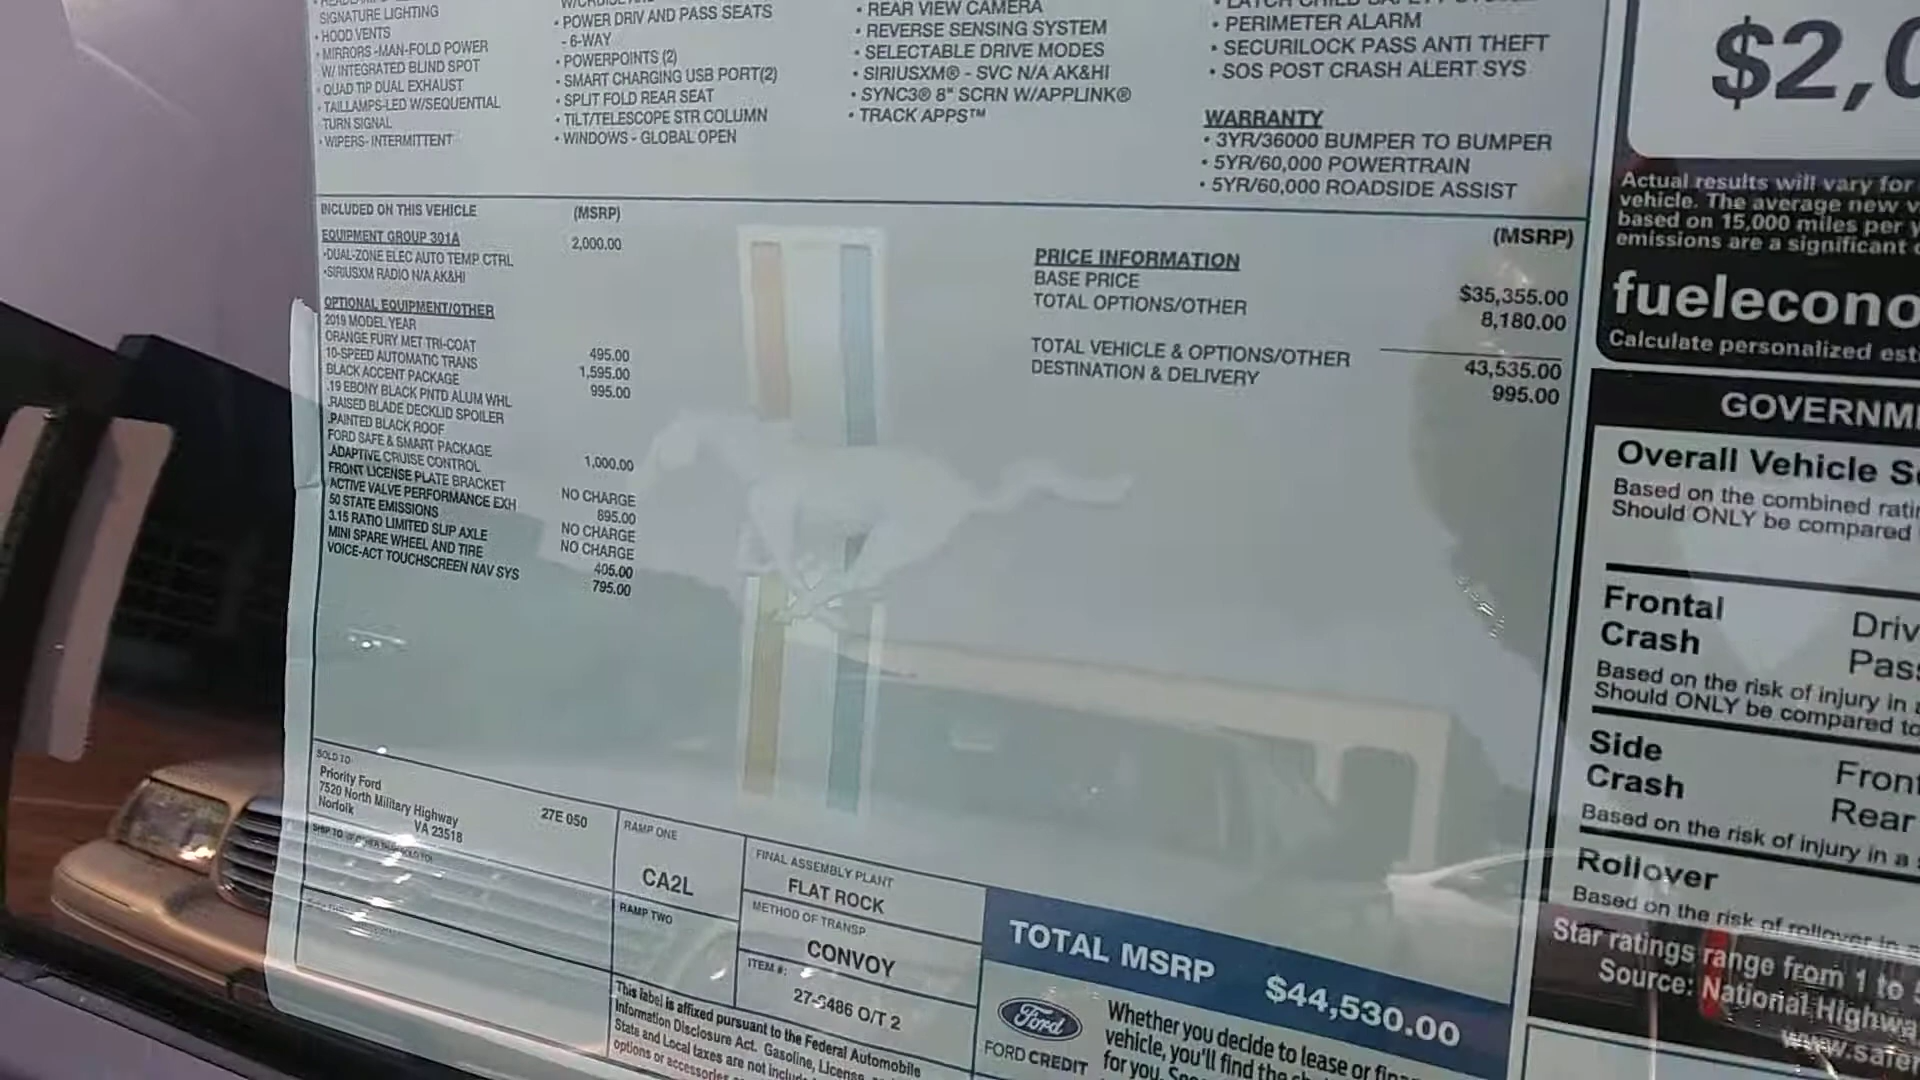 SIGNATURE LIGHTING
• HOOD VENTS
• MIRRORS -MAN-FOLD POWER
W/ INTEGRATED BLIND SPOT
• QUAD TIP DUAL EXHAUST
• TAILLAMPS-LED W/SEQUENTIAL
TURN SIGNAL
• WIPERS- INTERMITTENT
• POWER DRIV AND PASS SEATS
- 6-WAY
• POWERPOINTS (2)
• SMART CHARGING USB PORT(2)
• SPLIT FOLD REAR SEAT
• TILT/TELESCOPE STR COLUMN
• WINDOWS - GLOBAL OPEN
• REAR VIEW CAMERA
• REVERSE SENSING SYSTEM
• SELECTABLE DRIVE MODES
• SIRIUSXM® - SVC N/A AK&HI
• SYNC3® 8" SCRN W/APPLINK®
• TRACK APPS™
• PERIMETER ALARM
• SECURILOCK PASS ANTI THEFT
• SOS POST CRASH ALERT SYS
WARRANTY
• 3YR/36000 BUMPER TO BUMPER
• 5YR/60,000 POWERTRAIN
• 5YR/60,000 ROADSIDE ASSIST
INCLUDED ON THIS VEHICLE (MSRP)
EQUIPMENT GROUP 301A 2,000.00
•DUAL-ZONE ELEC AUTO TEMP CTRL
•SIRIUSXM RADIO N/A AK&HI
OPTIONAL EQUIPMENT/OTHER
2019 MODEL YEAR
ORANGE FURY MET TRI-COAT 495.00
10-SPEED AUTOMATIC TRANS 1,595.00
BLACK ACCENT PACKAGE 995.00
.19 EBONY BLACK PNTD ALUM WHL
.RAISED BLADE DECKLID SPOILER
.PAINTED BLACK ROOF
FORD SAFE & SMART PACKAGE 1,000.00
.ADAPTIVE CRUISE CONTROL
FRONT LICENSE PLATE BRACKET NO CHARGE
ACTIVE VALVE PERFORMANCE EXH 895.00
50 STATE EMISSIONS NO CHARGE
3.15 RATIO LIMITED SLIP AXLE NO CHARGE
MINI SPARE WHEEL AND TIRE 405.00
VOICE-ACT TOUCHSCREEN NAV SYS 795.00
(MSRP)
PRICE INFORMATION
BASE PRICE $35,355.00
TOTAL OPTIONS/OTHER 8,180.00
TOTAL VEHICLE & OPTIONS/OTHER 43,535.00
DESTINATION & DELIVERY 995.00
SOLD TO
Priority Ford
7520 North Military Highway
Norfolk VA 23518
27E 050
RAMP ONE
CA2L
RAMP TWO
FINAL ASSEMBLY PLANT
FLAT ROCK
METHOD OF TRANSP
CONVOY
ITEM #:
O/T 2
This label is affixed pursuant to the Federal Automobile
Information Disclosure Act. Gasoline, License,
State and Local taxes are not
options or
TOTAL MSRP $44,530.00
Ford
FORD CREDIT
Whether you decide to lease or
vehicle, you'll find the
for you.
$2,0
Actual results will vary for
vehicle. The average new
based on 15,000 miles per
emissions are a significant
fuelecono
Calculate personalized
GOVERNM
Overall Vehicle
Based on the combined
Should ONLY be compared
Frontal
Crash
Driv
Pass
Based on the risk of injury in
Should ONLY be compared to
Side
Crash
Front
Rear
Based on the risk of injury in a
Rollover
Based on the risk of rollover in
Star ratings range from 1 to 5
Source: National Highwa
www.safer